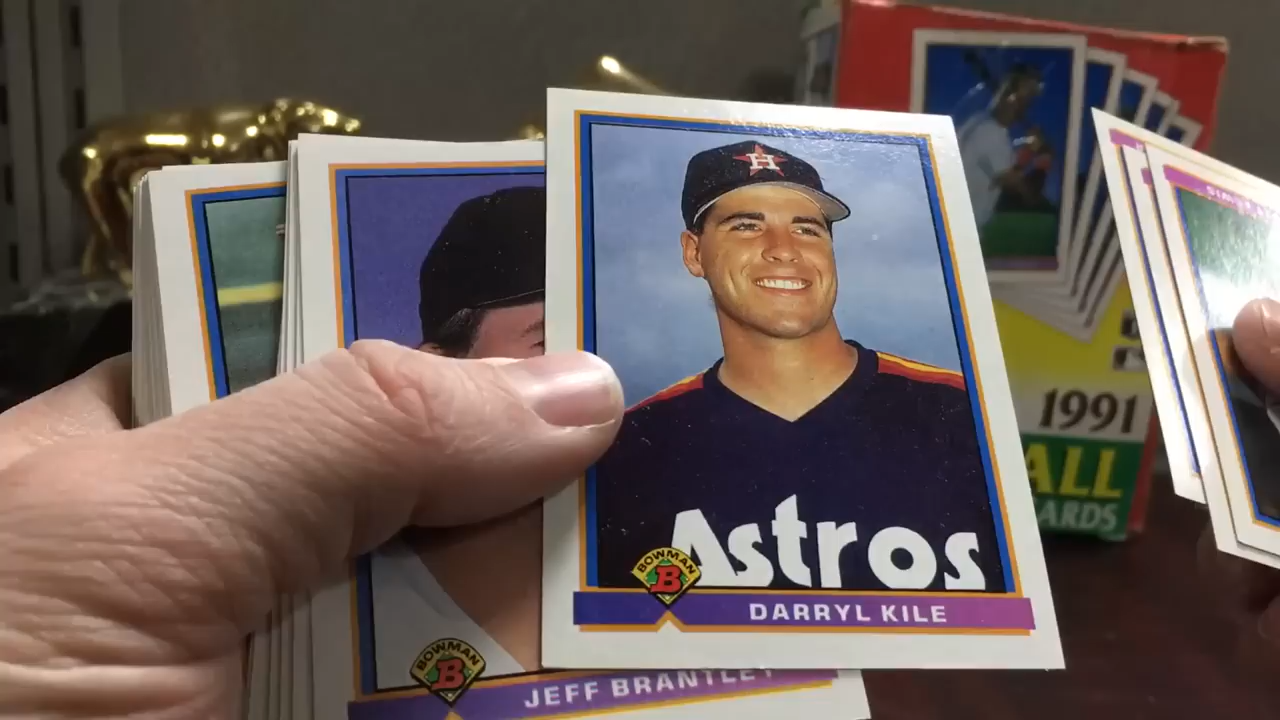 H
Astros
BOWMAN
B
DARRYL KILE
BOWMAN
B
JEFF BRANTLEY
1991
ALL
ARDS